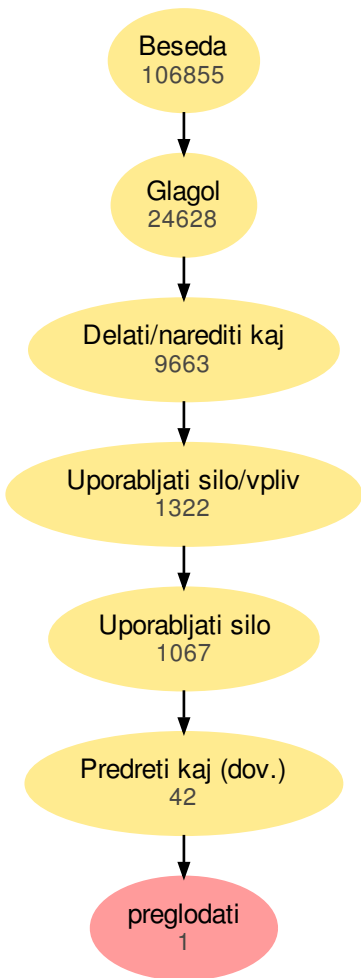 Beseda
106855
Glagol
24628
Delati/narediti kaj
9663
Uporabljati silo/vpliv
1322
Uporabljati silo
1067
Predreti kaj (dov.)
42
preglodati
1